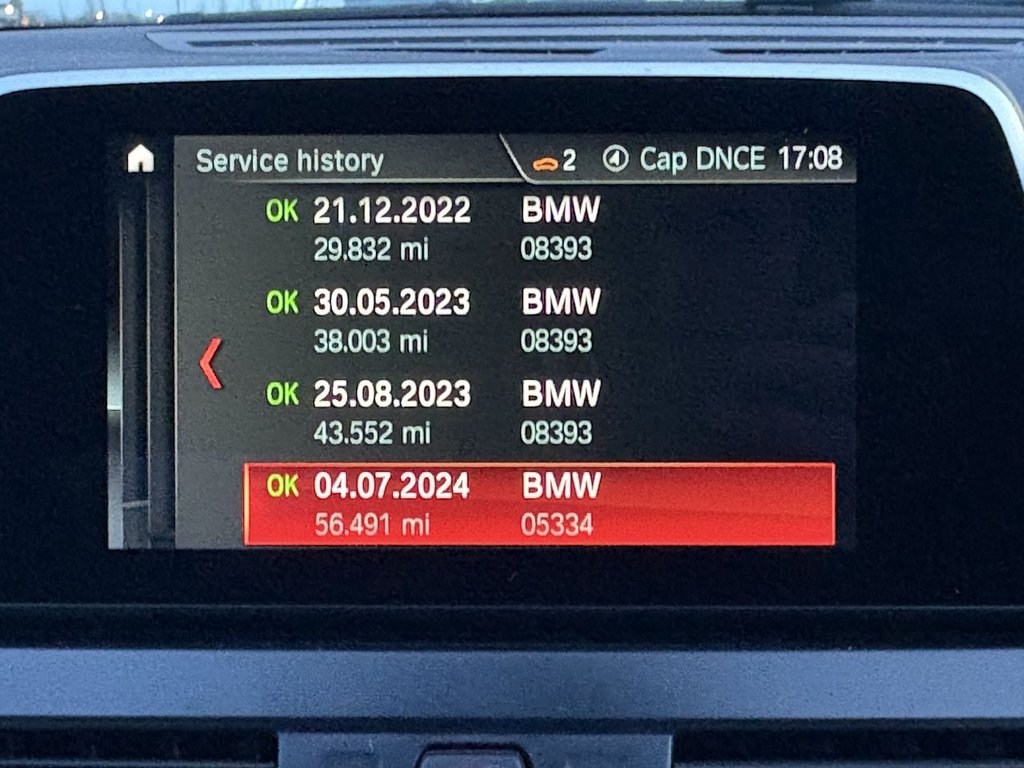 Service history 2 Cap DNCE 17:08
OK 21.12.2022 BMW
29.832 mi 08393
OK 30.05.2023 BMW
38.003 mi 08393
OK 25.08.2023 BMW
43.552 mi 08393
OK 04.07.2024 BMW
56.491 mi 05334